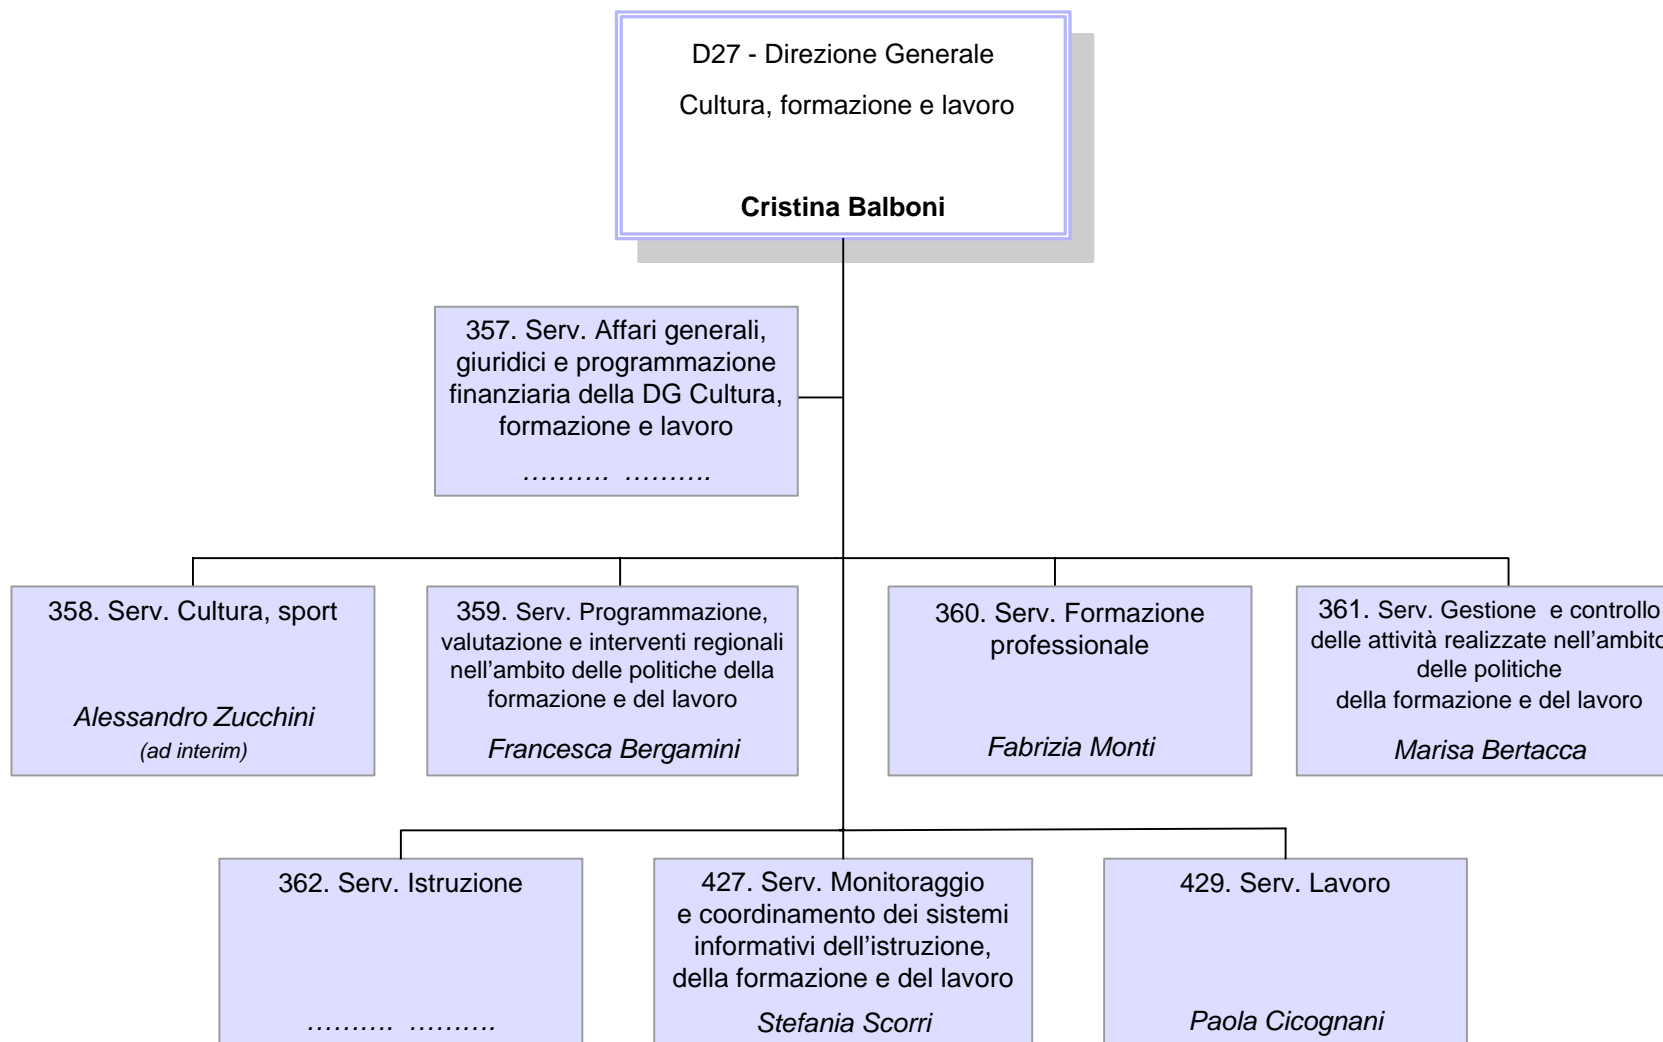 D27 - Direzione Generale
Cultura, formazione e lavoro
Cristina Balboni
357. Serv. Affari generali,
giuridici e programmazione
finanziaria della DG Cultura,
formazione e lavoro
………. ……….
358. Serv. Cultura, sport
Alessandro Zucchini
(ad interim)
359. Serv. Programmazione,
valutazione e interventi regionali
nell’ambito delle politiche della
formazione e del lavoro
Francesca Bergamini
360. Serv. Formazione
professionale
Fabrizia Monti
361. Serv. Gestione e controllo
delle attività realizzate nell’ambito
delle politiche
della formazione e del lavoro
Marisa Bertacca
362. Serv. Istruzione
………. ……….
427. Serv. Monitoraggio
e coordinamento dei sistemi
informativi dell’istruzione,
della formazione e del lavoro
Stefania Scorri
429. Serv. Lavoro
Paola Cicognani